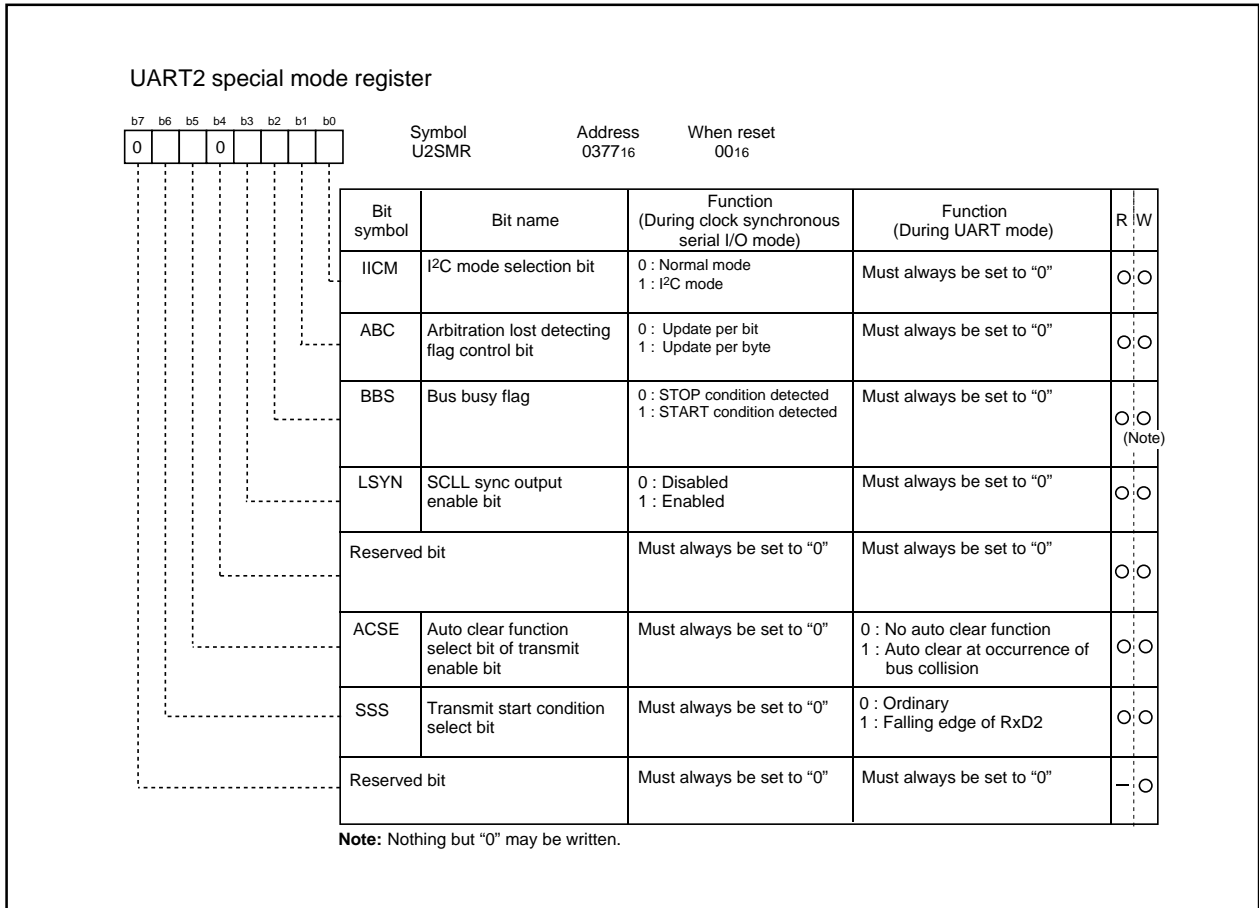 UART2 special mode register
b7 b6 b5 b4 b3 b2 b1 b0
0 0
Symbol Address When reset
U2SMR 037716 0016
Bit symbol
Bit name
Function
(During clock synchronous
serial I/O mode)
Function
(During UART mode)
R W
IICM
I2C mode selection bit
0 : Normal mode
1 : I2C mode
Must always be set to “0”
ABC
Arbitration lost detecting
flag control bit
0 : Update per bit
1 : Update per byte
Must always be set to “0”
BBS
Bus busy flag
0 : STOP condition detected
1 : START condition detected
Must always be set to “0”
(Note)
LSYN
SCLL sync output
enable bit
0 : Disabled
1 : Enabled
Must always be set to “0”
Reserved bit
Must always be set to “0”
Must always be set to “0”
ACSE
Auto clear function
select bit of transmit
enable bit
Must always be set to “0”
0 : No auto clear function
1 : Auto clear at occurrence of
bus collision
SSS
Transmit start condition
select bit
Must always be set to “0”
0 : Ordinary
1 : Falling edge of RxD2
Reserved bit
Must always be set to “0”
Must always be set to “0”
Note: Nothing but “0” may be written.